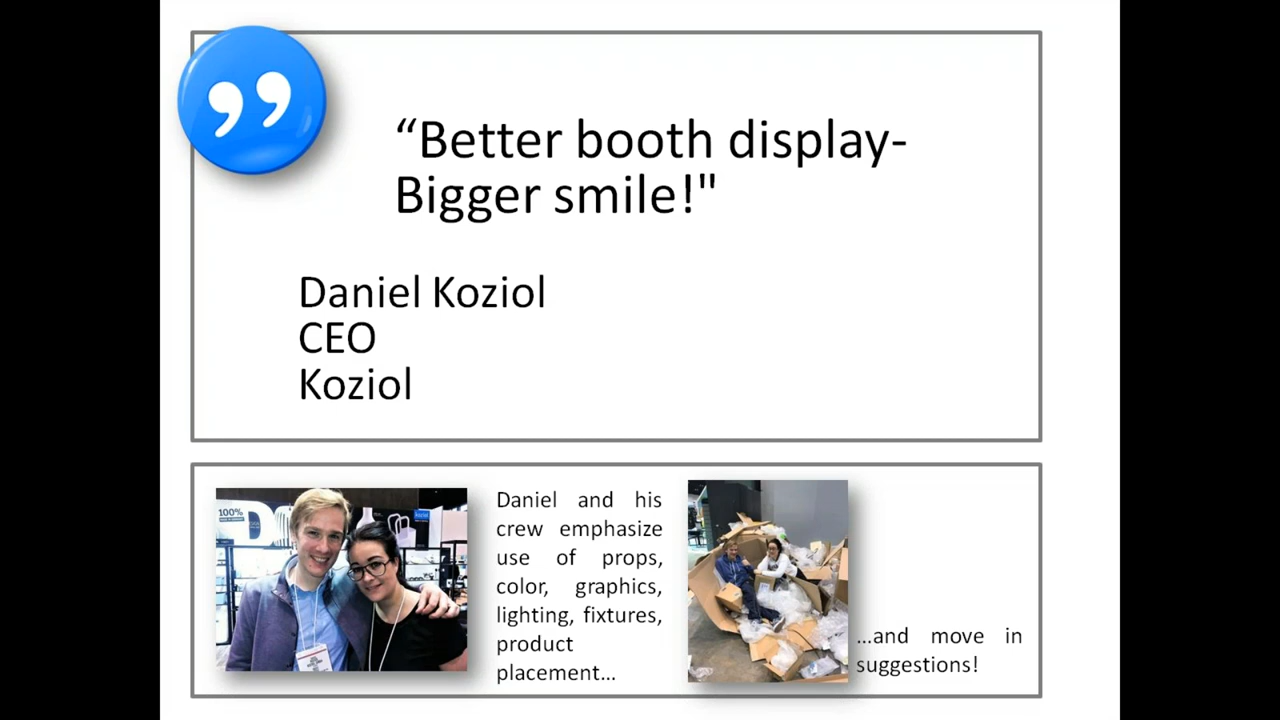 “Better booth display-
Bigger smile!"
Daniel Koziol
CEO
Koziol
100%
Daniel and his
crew emphasize
use of props,
color, graphics,
lighting, fixtures,
product
placement…
…and move in
suggestions!